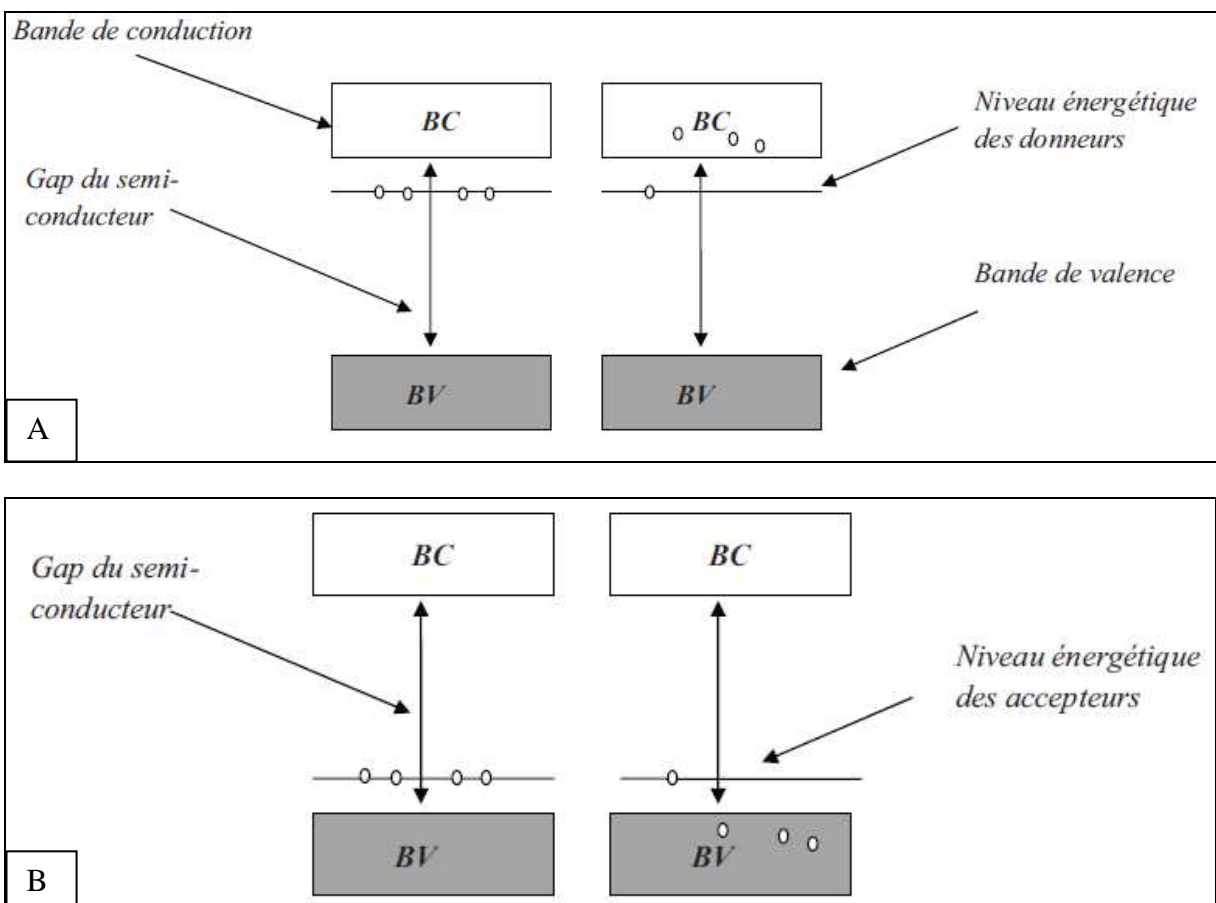 Bande de conduction
BC
BC
Niveau énergétique
des donneurs
Gap du semi-
conducteur
Bande de valence
BV
BV
A
BC
BC
Gap du semi-
conducteur
Niveau énergétique
des accepteurs
BV
BV
B